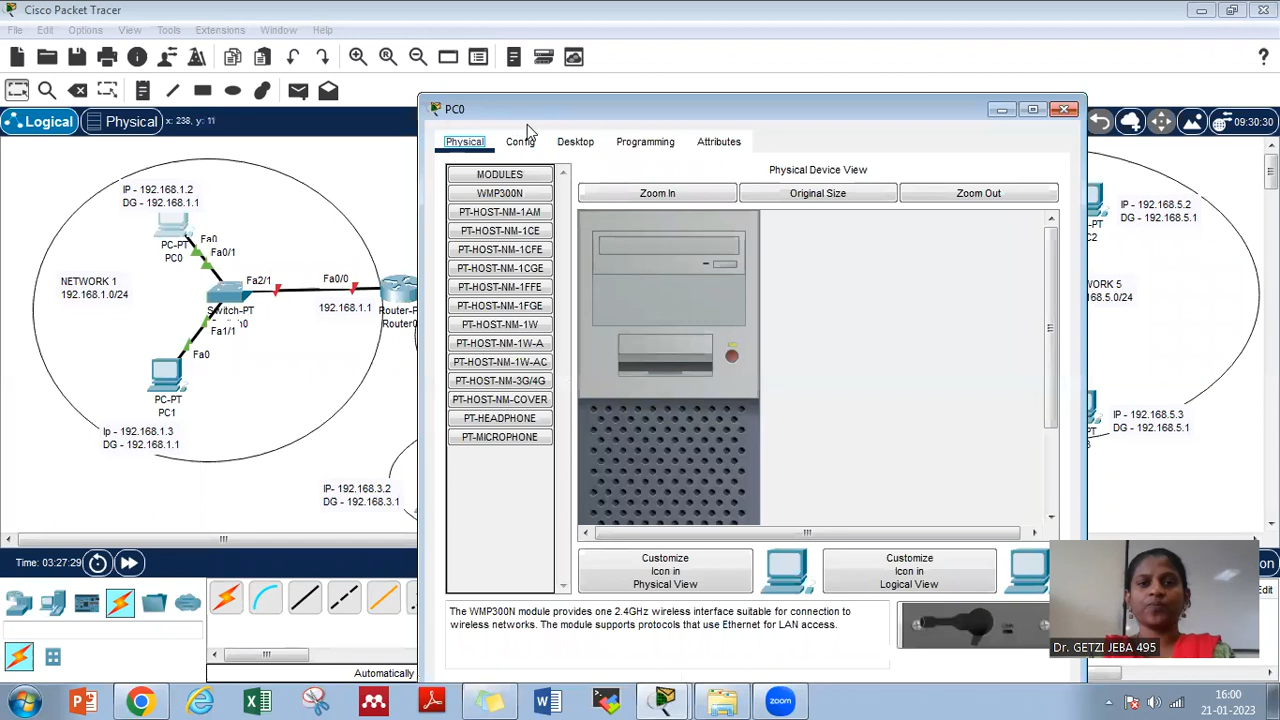 Cisco Packet Tracer
File Edit Options View Tools Extensions Window Help
Logical Physical x: 238, y: 11
09:30:30
PC0
Physical Config Desktop Programming Attributes
MODULES
WMP300N
PT-HOST-NM-1AM
PT-HOST-NM-1CE
PT-HOST-NM-1CFE
PT-HOST-NM-1CGE
PT-HOST-NM-1FFE
PT-HOST-NM-1FGE
PT-HOST-NM-1W
PT-HOST-NM-1W-A
PT-HOST-NM-1W-AC
PT-HOST-NM-3G/4G
PT-HOST-NM-COVER
PT-HEADPHONE
PT-MICROPHONE
Physical Device View
Zoom In Original Size Zoom Out
Customize
Icon in
Physical View
Customize
Icon in
Logical View
The WMP300N module provides one 2.4GHz wireless interface suitable for connection to
wireless networks. The module supports protocols that use Ethernet for LAN access.
IP - 192.168.1.2
DG - 192.168.1.1
PC-PT
PC0
Fa0
Fa0/1
NETWORK 1
192.168.1.0/24
Fa2/1
Fa0/0
Switch-PT
192.168.1.1
Fa1/1
Fa0
PC-PT
PC1
Ip - 192.168.1.3
DG - 192.168.1.1
IP- 192.168.3.2
DG - 192.168.3.1
IP - 192.168.5.2
DG - 192.168.5.1
IP - 192.168.5.3
DG - 192.168.5.1
Time: 03:27:29
Automatically
Dr. GETZI JEBA 495
zoom
16:00
21-01-2023